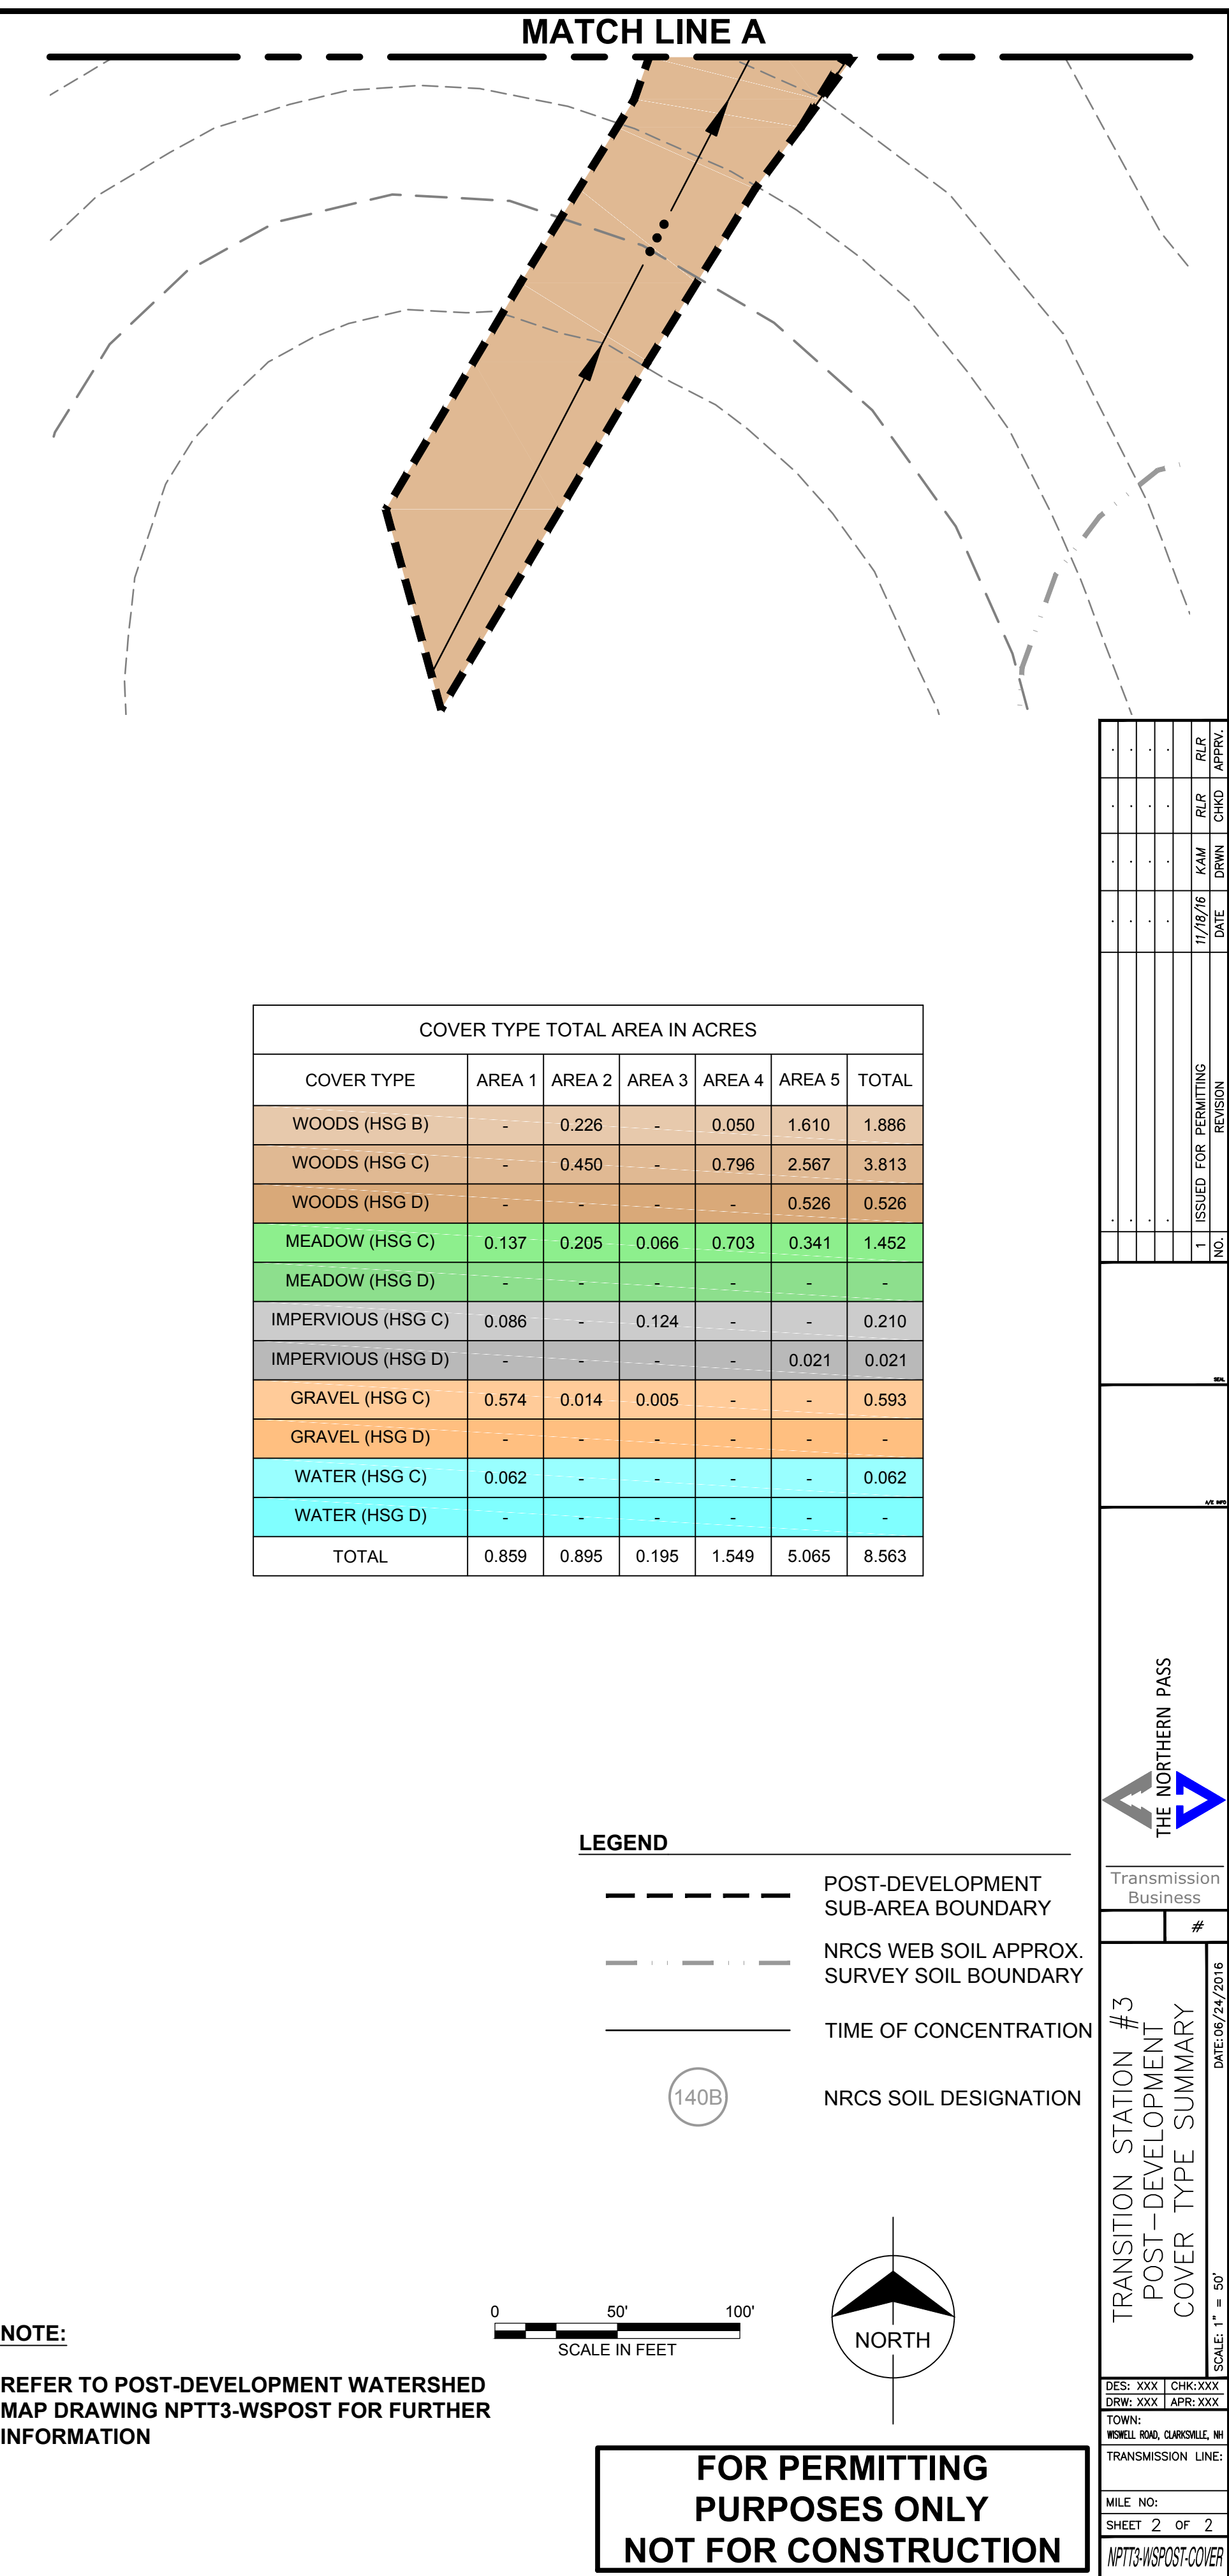 MATCH LINE A
COVER TYPE TOTAL AREA IN ACRES
COVER TYPE AREA 1 AREA 2 AREA 3 AREA 4 AREA 5 TOTAL
WOODS (HSG B) - 0.226 - 0.050 1.610 1.886
WOODS (HSG C) - 0.450 - 0.796 2.567 3.813
WOODS (HSG D) - - - - 0.526 0.526
MEADOW (HSG C) 0.137 0.205 0.066 0.703 0.341 1.452
MEADOW (HSG D) - - - - - -
IMPERVIOUS (HSG C) 0.086 - 0.124 - - 0.210
IMPERVIOUS (HSG D) - - - - 0.021 0.021
GRAVEL (HSG C) 0.574 0.014 0.005 - - 0.593
GRAVEL (HSG D) - - - - - -
WATER (HSG C) 0.062 - - - - 0.062
WATER (HSG D) - - - - - -
TOTAL 0.859 0.895 0.195 1.549 5.065 8.563
LEGEND
POST-DEVELOPMENT
SUB-AREA BOUNDARY
NRCS WEB SOIL APPROX.
SURVEY SOIL BOUNDARY
TIME OF CONCENTRATION
140B
NRCS SOIL DESIGNATION
0 50' 100'
SCALE IN FEET
NORTH
NOTE:
REFER TO POST-DEVELOPMENT WATERSHED
MAP DRAWING NPTT3-WSPOST FOR FURTHER
INFORMATION
FOR PERMITTING
PURPOSES ONLY
NOT FOR CONSTRUCTION
1 ISSUED FOR PERMITTING 11/18/16 KAM RLR RLR
NO. REVISION DATE DRWN CHKD APPRV.
SEAL
A/E INFO
THE NORTHERN PASS
Transmission
Business
#
TRANSITION STATION #3
POST-DEVELOPMENT
COVER TYPE SUMMARY
SCALE: 1" = 50' DATE:06/24/2016
DES: XXX CHK:XXX
DRW: XXX APR:XXX
TOWN:
WISWELL ROAD, CLARKSVILLE, NH
TRANSMISSION LINE:
MILE NO:
SHEET 2 OF 2
NPTT3-WSPOST-COVER